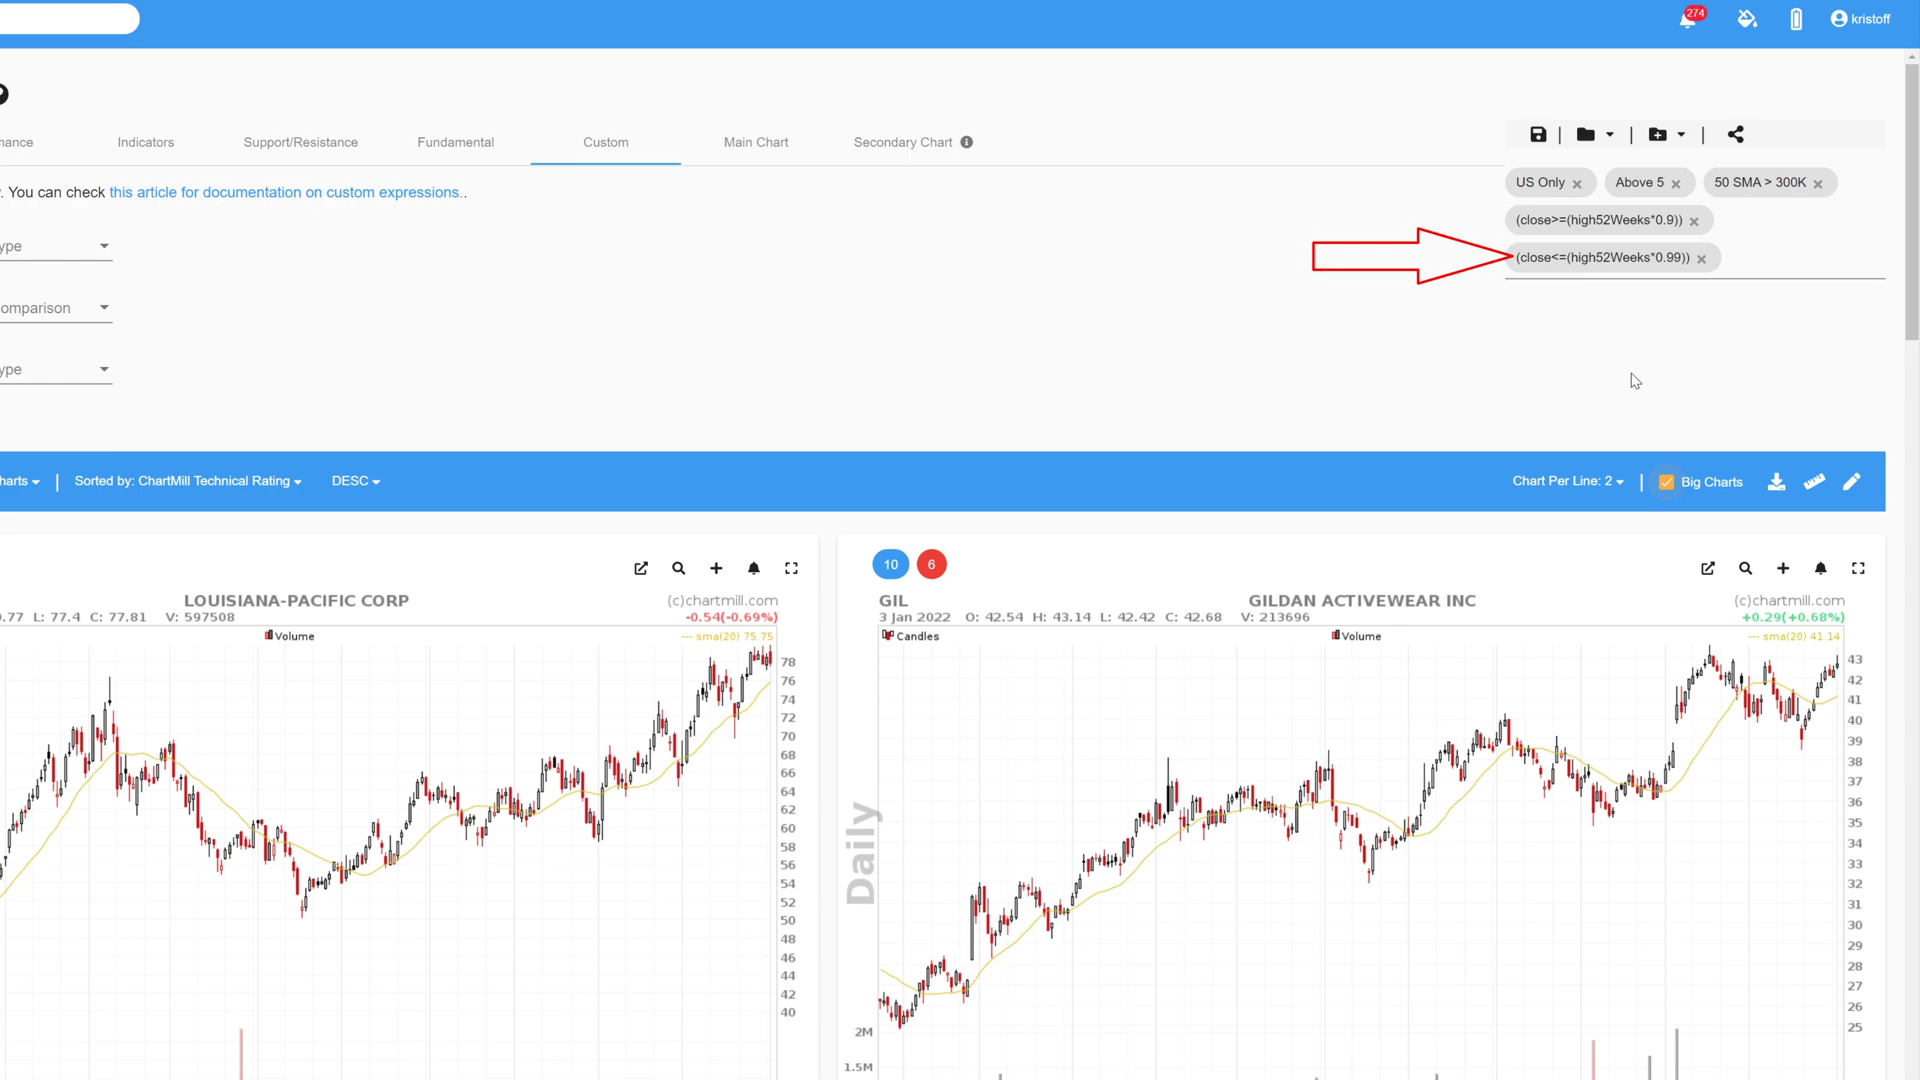 274
kristoff
nance
Indicators
Support/Resistance
Fundamental
Custom
Main Chart
Secondary Chart
. You can check this article for documentation on custom expressions..
US Only
Above 5
50 SMA > 300K
(close>=(high52Weeks*0.9))
(close<=(high52Weeks*0.99))
ype
omparison
ype
harts
Sorted by: ChartMill Technical Rating
DESC
Chart Per Line: 2
Big Charts
LOUISIANA-PACIFIC CORP
(c)chartmill.com
0.77 L: 77.4 C: 77.81 V: 597508
-0.54(-0.69%)
Volume
--- sma(20) 75.75
78
76
74
72
70
68
66
64
62
60
58
56
54
52
50
48
46
44
42
40
10
6
GIL
GILDAN ACTIVEWEAR INC
(c)chartmill.com
3 Jan 2022 O: 42.54 H: 43.14 L: 42.42 C: 42.68 V: 213696
+0.29(+0.68%)
Candles
Volume
--- sma(20) 41.14
Daily
43
42
41
40
39
38
37
36
35
34
33
32
31
30
29
28
27
26
25
2M
1.5M